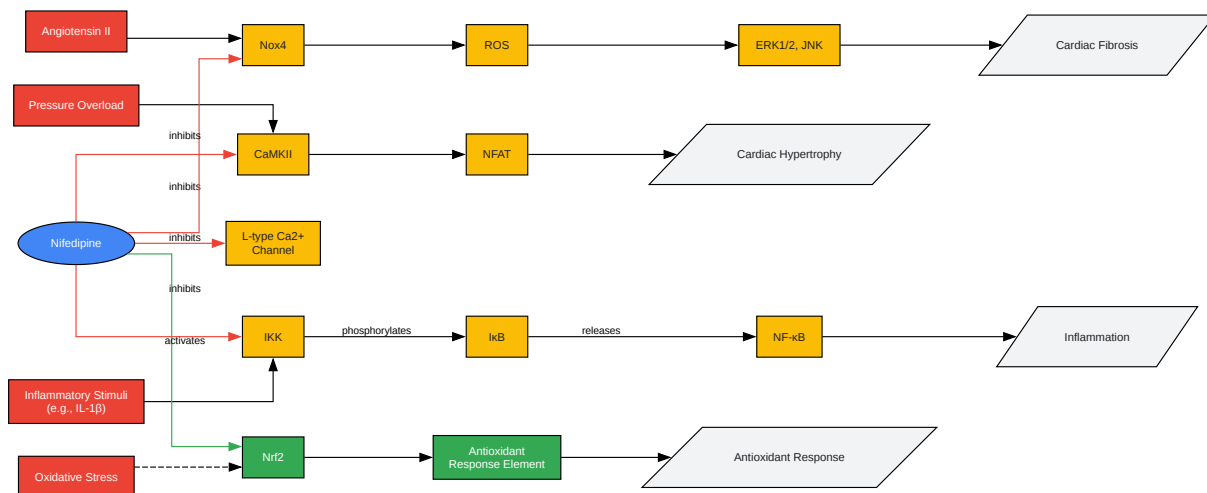 Angiotensin II
Nox4
ROS
ERK1/2, JNK
Cardiac Fibrosis
Pressure Overload
inhibits
CaMKII
NFAT
Cardiac Hypertrophy
inhibits
Nifedipine
inhibits
L-type Ca2+
Channel
inhibits
activates
IKK
phosphorylates
IκB
releases
NF-κB
Inflammation
Inflammatory Stimuli
(e.g., IL-1β)
Nrf2
Antioxidant
Response Element
Antioxidant Response
Oxidative Stress